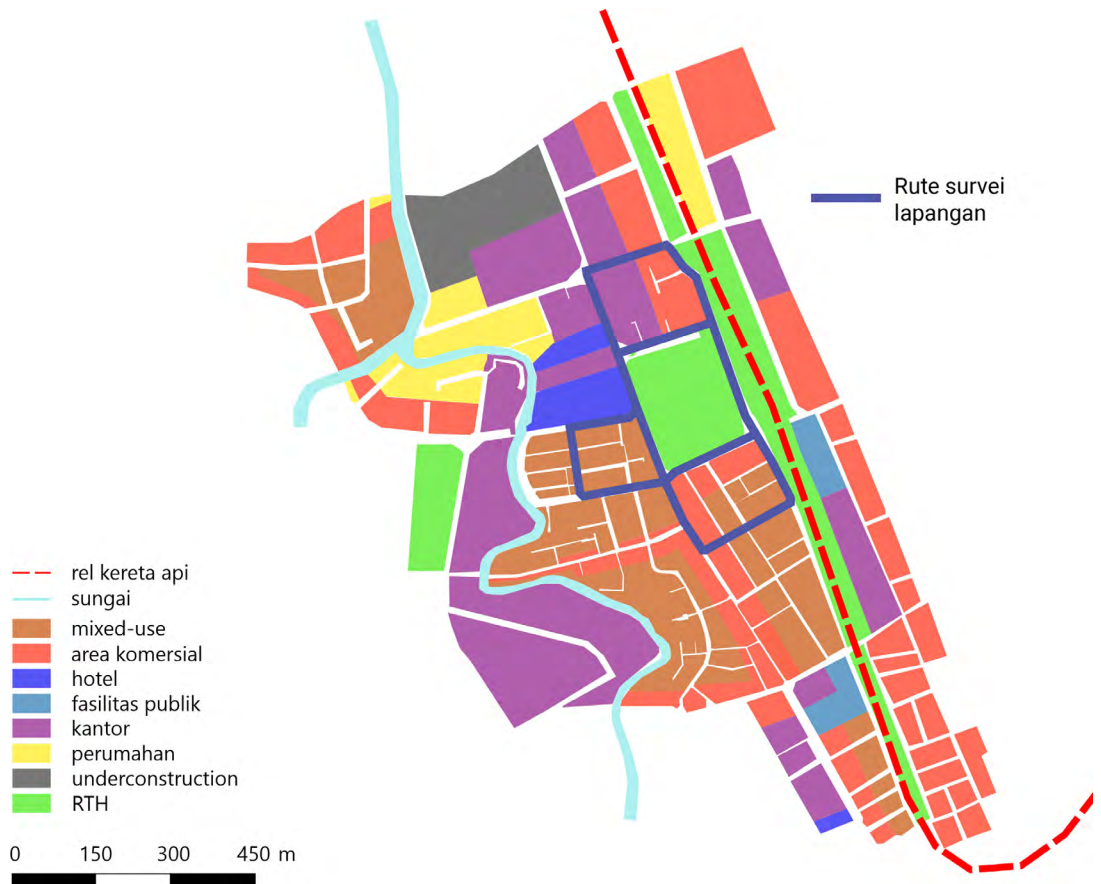 Rute survei
lapangan
rel kereta api
sungai
mixed-use
area komersial
hotel
fasilitas publik
kantor
perumahan
underconstruction
RTH
0 150 300 450 m